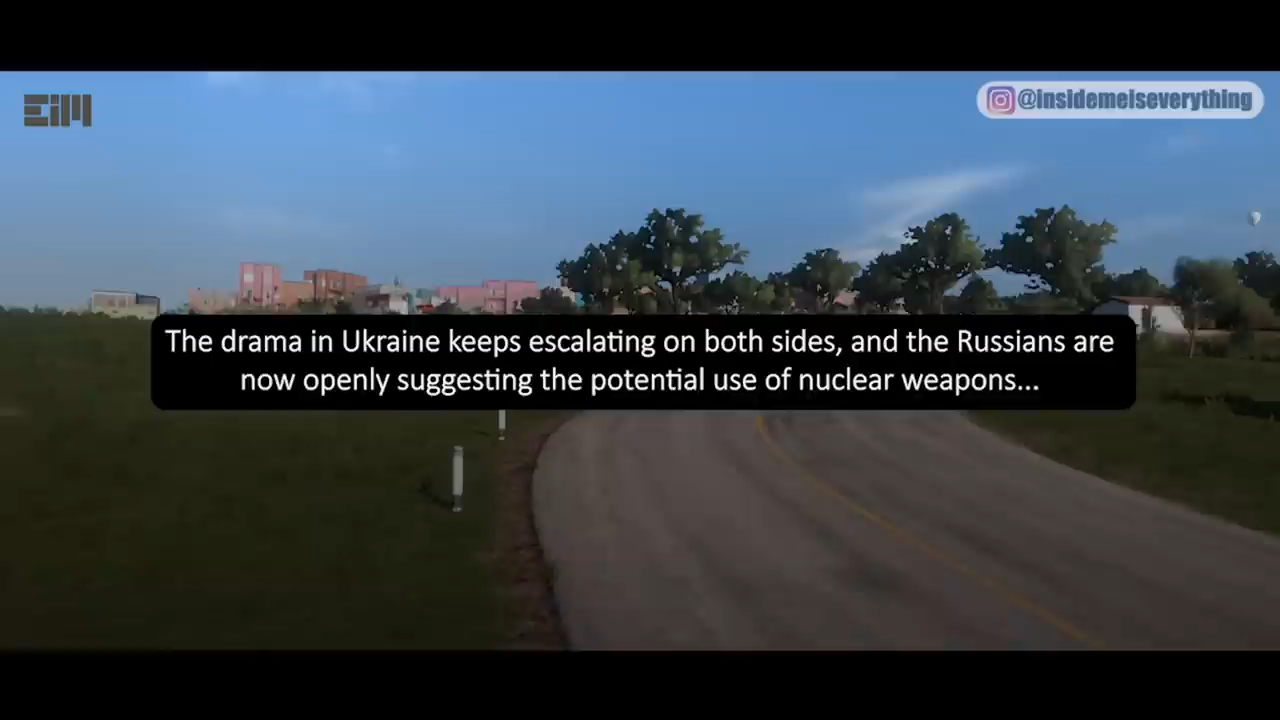 EiM
@insidemeiseverything
The drama in Ukraine keeps escalating on both sides, and the Russians are
now openly suggesting the potential use of nuclear weapons...